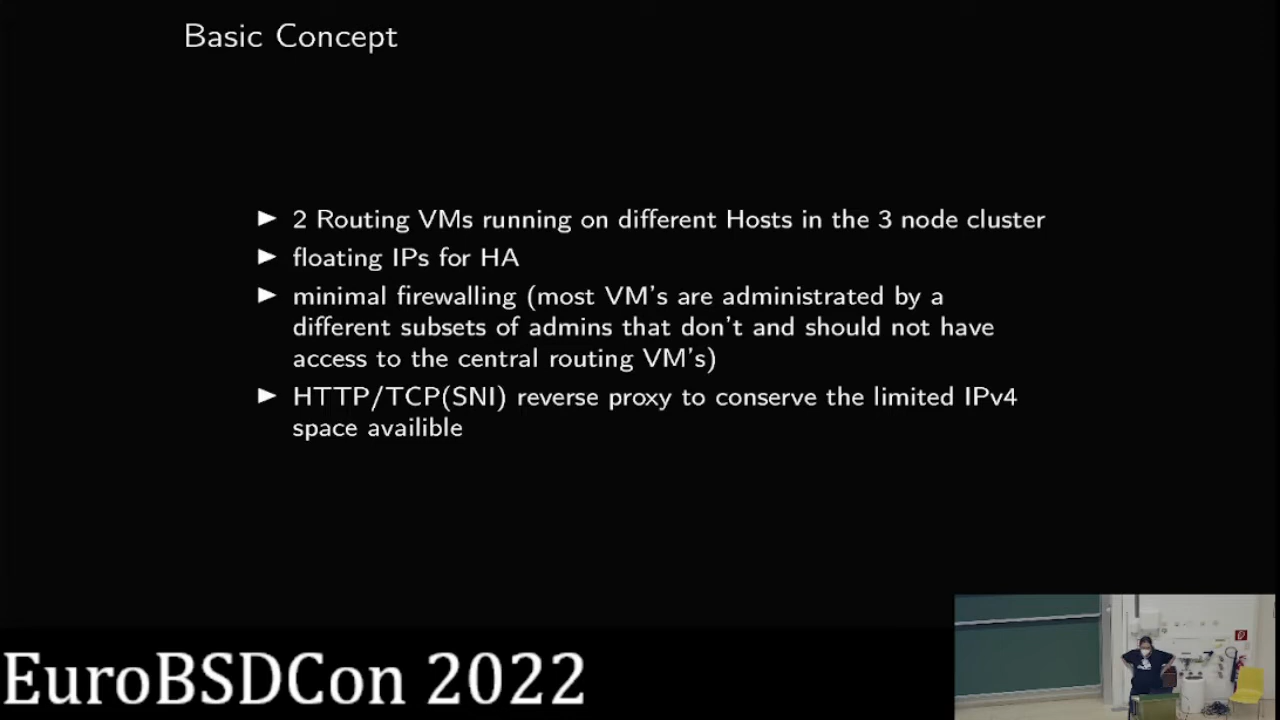 Basic Concept
► 2 Routing VMs running on different Hosts in the 3 node cluster
► floating IPs for HA
► minimal firewalling (most VM's are administrated by a
different subsets of admins that don't and should not have
access to the central routing VM's)
► HTTP/TCP(SNI) reverse proxy to conserve the limited IPv4
space availible
EuroBSDCon 2022